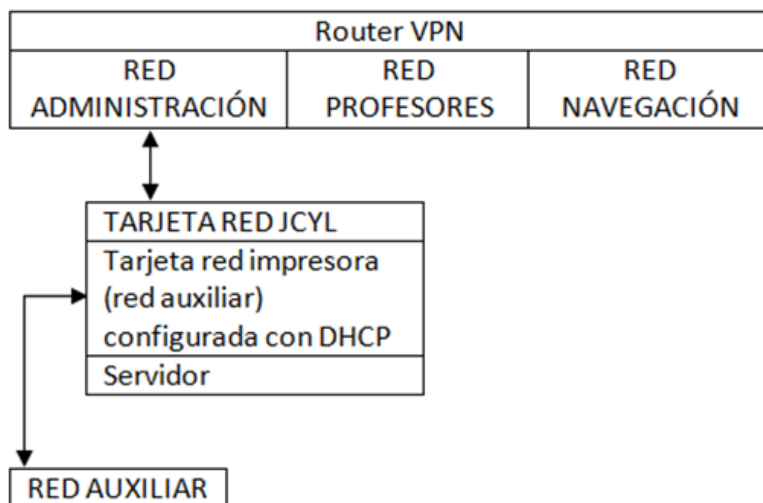 Router VPN
RED
ADMINISTRACIÓN
RED
PROFESORES
RED
NAVEGACIÓN
TARJETA RED JCYL
Tarjeta red impresora
(red auxiliar)
configurada con DHCP
Servidor
RED AUXILIAR